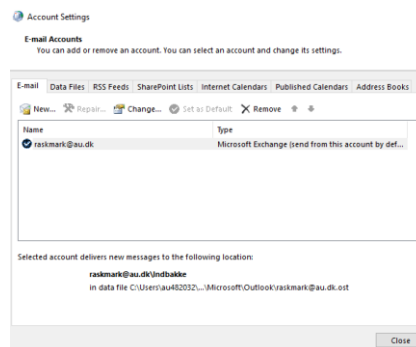 Account Settings
E-mail Accounts
You can add or remove an account. You can select an account and change its settings.
E-mail Data Files RSS Feeds SharePoint Lists Internet Calendars Published Calendars Address Books
New... Repair... Change... Set as Default Remove
Name Type
raskmark@au.dk Microsoft Exchange (send from this account by def...
Selected account delivers new messages to the following location:
raskmark@au.dk\Indbakke
in data file C:\Users\au482032\...\Microsoft\Outlook\raskmark@au.dk.ost
Close